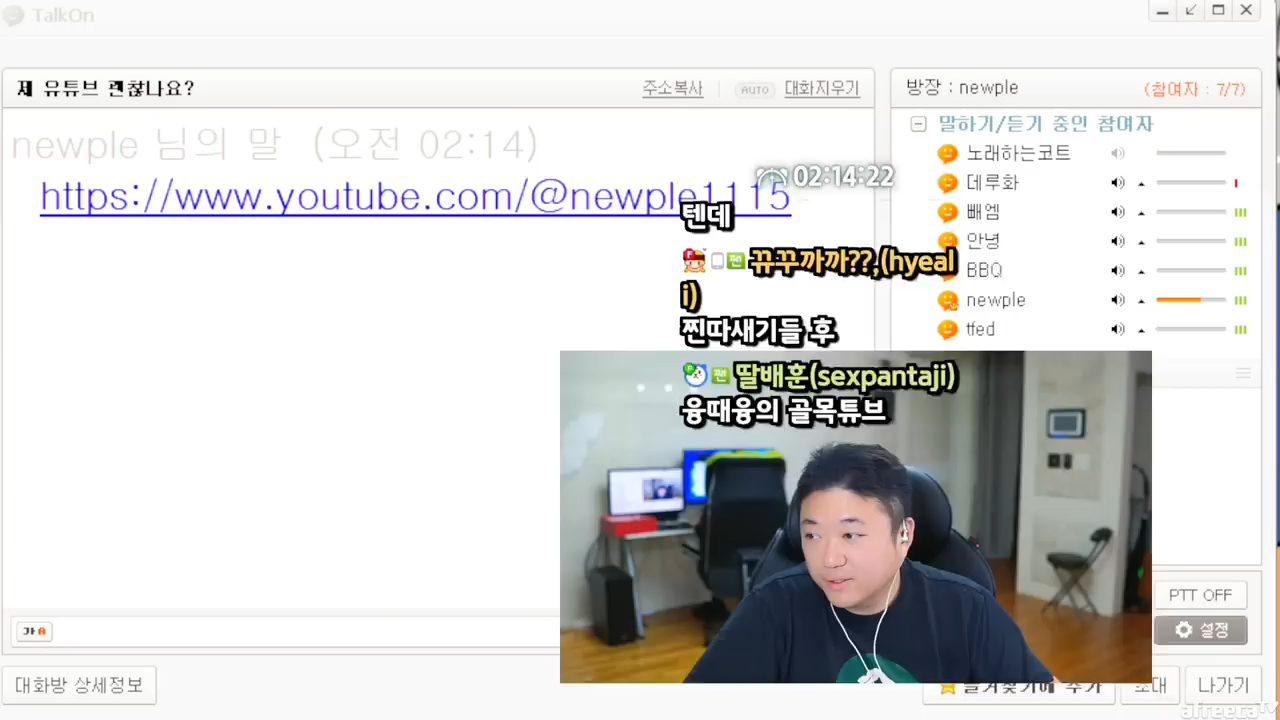 TalkOn
제 유튜브 괜찮나요?
주소복사
AUTO
대화지우기
newple 님의 말 (오전 02:14)
https://www.youtube.com/@newple1115
02:14:22
텐데
뀨꾸까까??,(hyeal
i)
찐따새기들 후
딸배훈(sexpantaji)
융때융의 골목튜브
방장 : newple
(참여자 : 7/7)
말하기/듣기 중인 참여자
노래하는코트
데루화
빼엠
안녕
BBQ
newple
tfed
PTT OFF
설정
가
대화방 상세정보
즐겨찾기에 추가
초대
나가기
afreecaTV